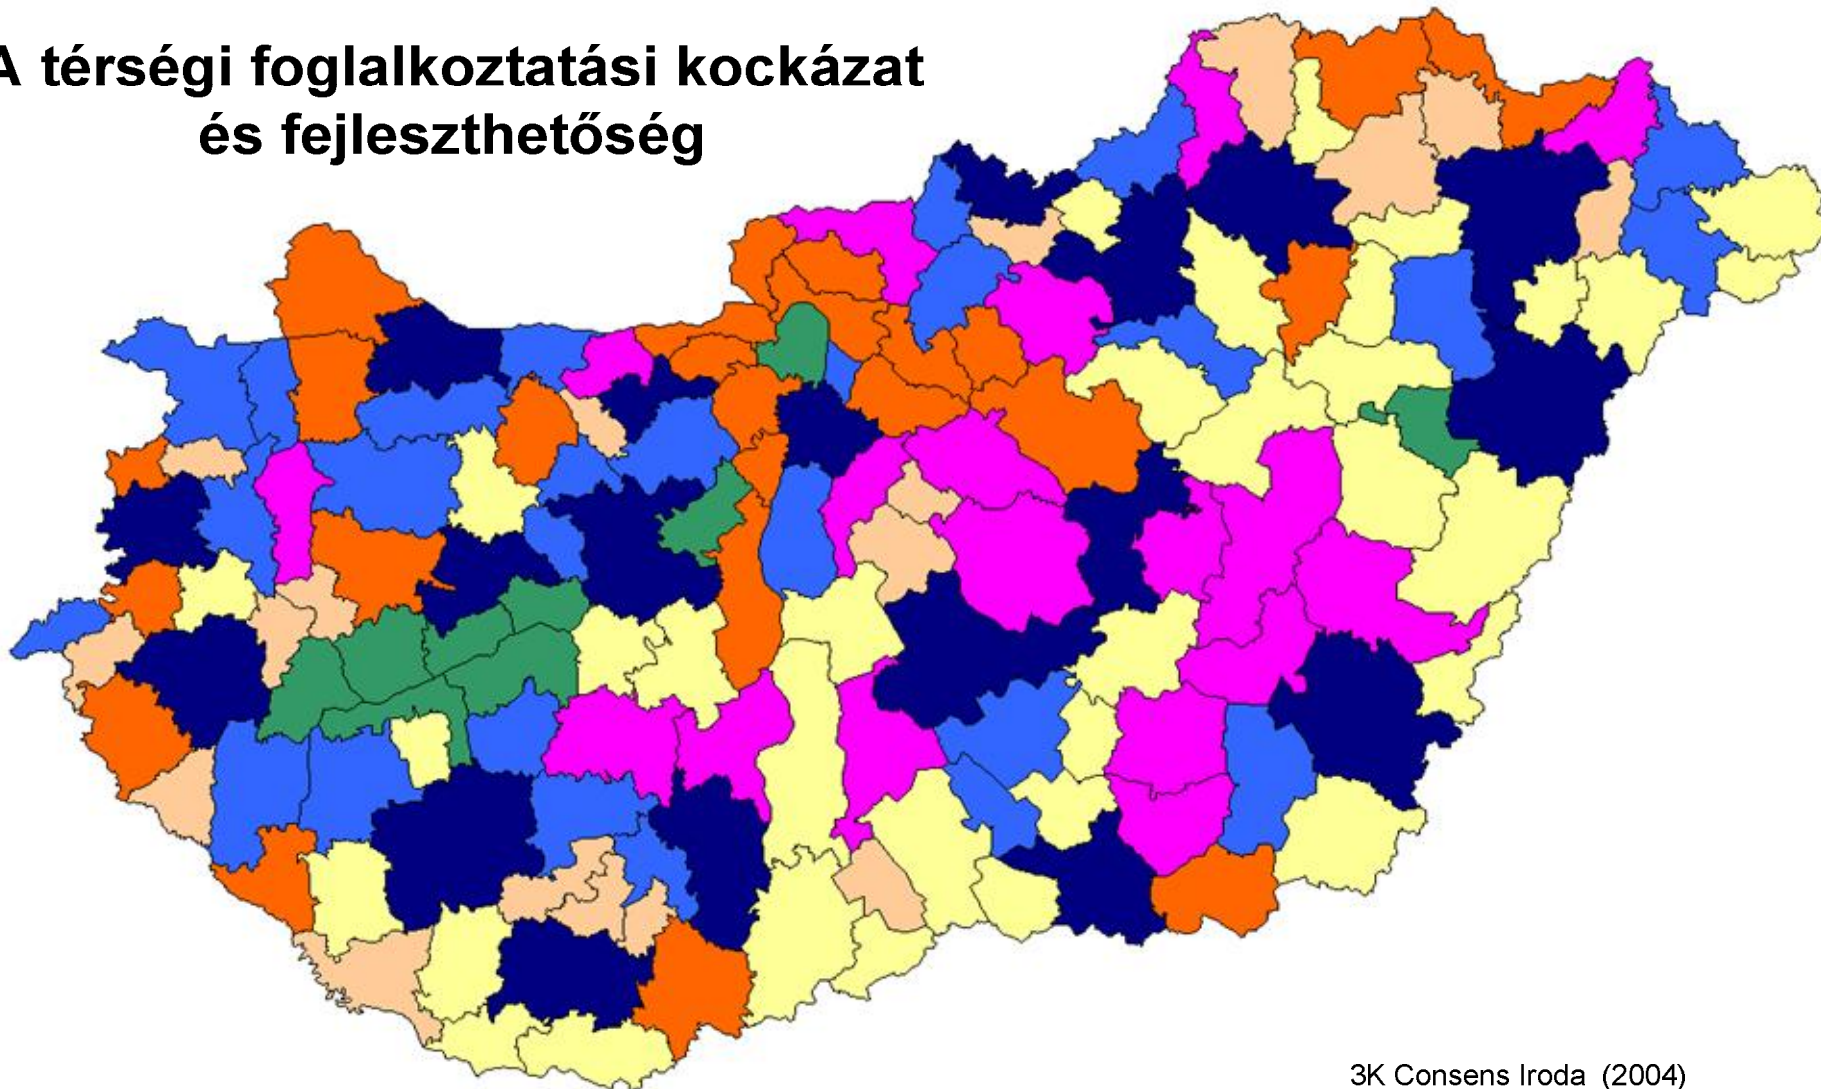 A térségi foglalkoztatási kockázat
és fejleszthetőség
3K Consens Iroda (2004)